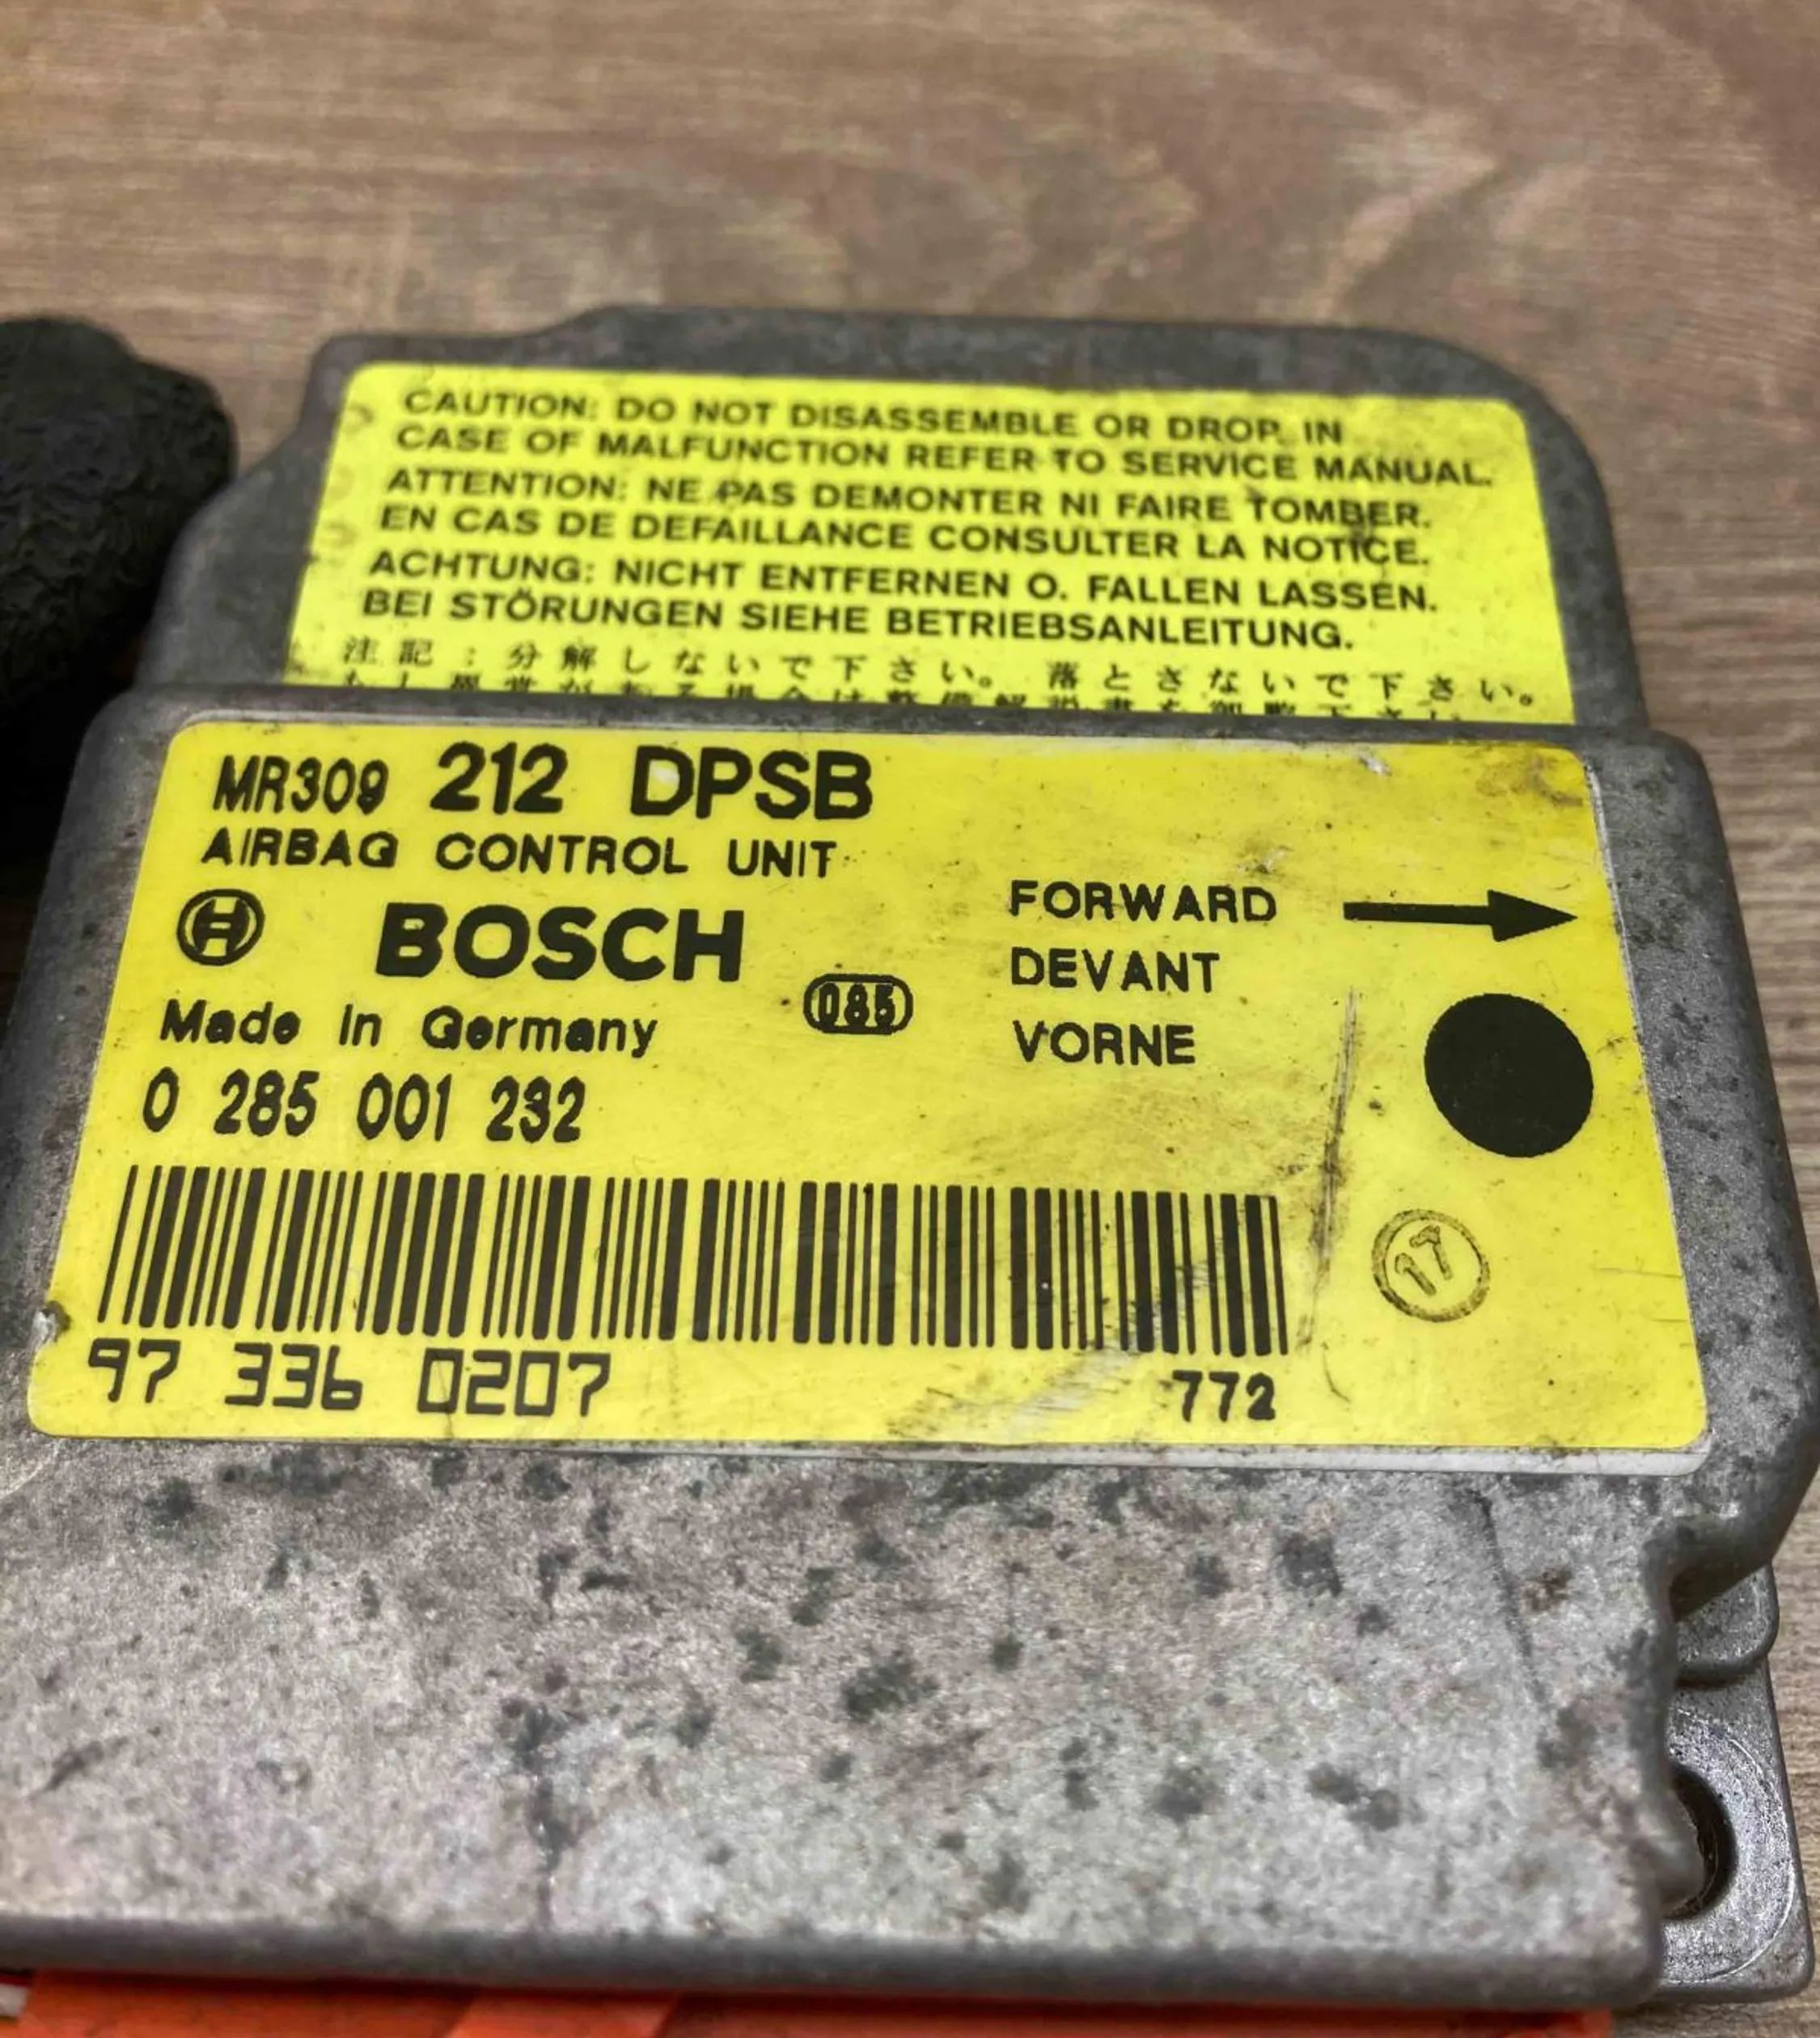 CAUTION: DO NOT DISASSEMBLE OR DROP. IN
CASE OF MALFUNCTION REFER TO SERVICE MANUAL.
ATTENTION: NE PAS DEMONTER NI FAIRE TOMBER.
EN CAS DE DEFAILLANCE CONSULTER LA NOTICE.
ACHTUNG: NICHT ENTFERNEN O. FALLEN LASSEN.
BEI STÖRUNGEN SIEHE BETRIEBSANLEITUNG.
注記：分解しないで下さい。落とさないで下さい。
MR309 212 DPSB
AIRBAG CONTROL UNIT
BOSCH
085
Made in Germany
0 285 001 232
FORWARD
DEVANT
VORNE
17
97 336 0207
772